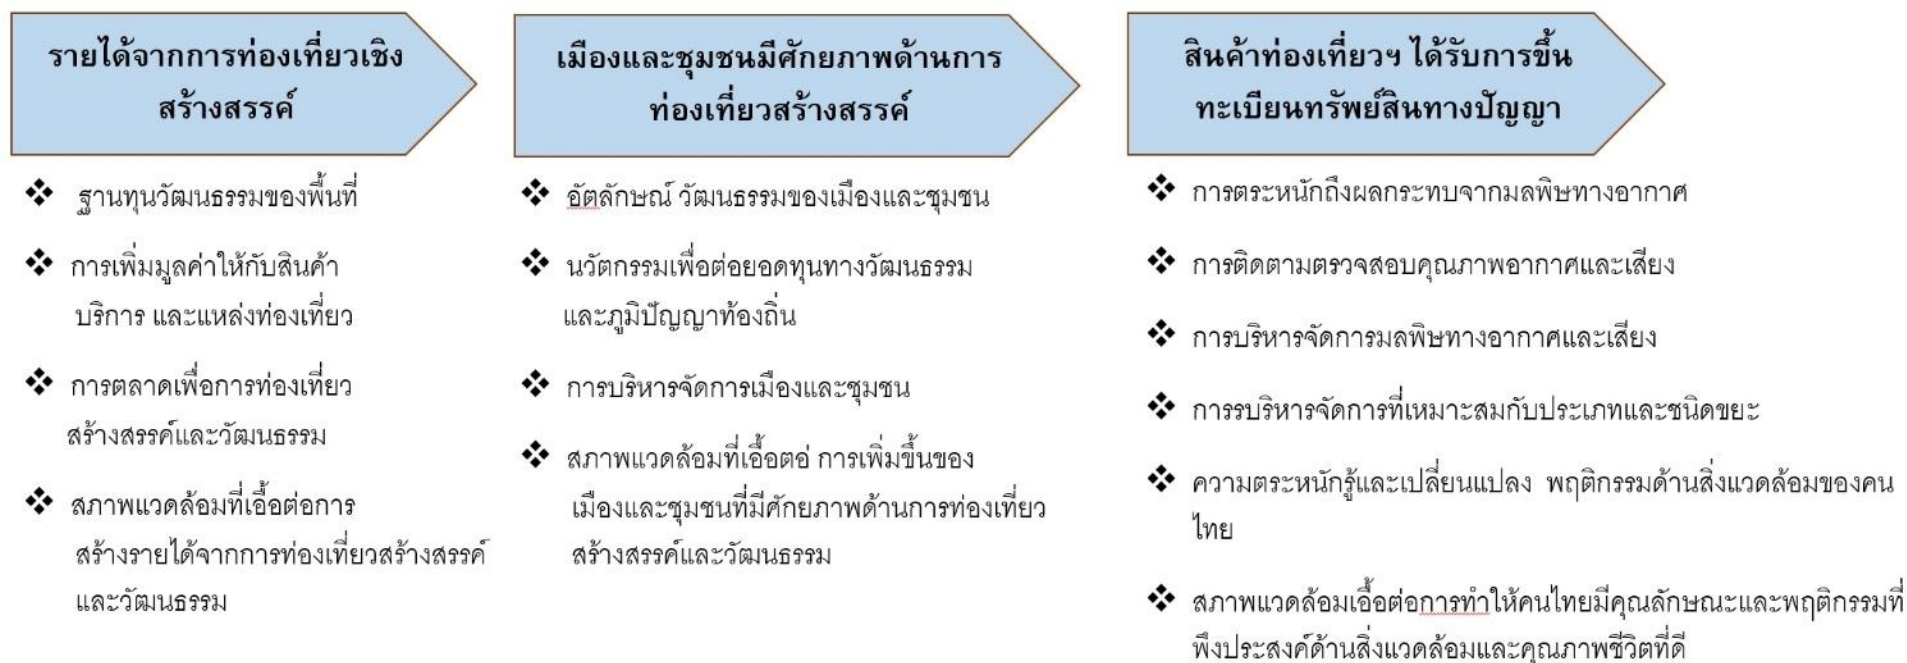 รายได้จากการท่องเที่ยวเชิง
สร้างสรรค์
❖ ฐานทุนวัฒนธรรมของพื้นที่
❖ การเพิ่มมูลค่าให้กับสินค้า
บริการ และแหล่งท่องเที่ยว
❖ การตลาดเพื่อการท่องเที่ยว
สร้างสรรค์และวัฒนธรรม
❖ สภาพแวดล้อมที่เอื้อต่อการ
สร้างรายได้จากการท่องเที่ยวสร้างสรรค์
และวัฒนธรรม
เมืองและชุมชนมีศักยภาพด้านการ
ท่องเที่ยวสร้างสรรค์
❖ อัตลักษณ์ วัฒนธรรมของเมืองและชุมชน
❖ นวัตกรรมเพื่อต่อยอดทุนทางวัฒนธรรม
และภูมิปัญญาท้องถิ่น
❖ การบริหารจัดการเมืองและชุมชน
❖ สภาพแวดล้อมที่เอื้อตอ่ การเพิ่มขึ้นของ
เมืองและชุมชนที่มีศักยภาพด้านการท่องเที่ยว
สร้างสรรค์และวัฒนธรรม
สินค้าท่องเที่ยวฯ ได้รับการขึ้น
ทะเบียนทรัพย์สินทางปัญญา
❖ การตระหนักถึงผลกระทบจากมลพิษทางอากาศ
❖ การติดตามตรวจสอบคุณภาพอากาศและเสียง
❖ การบริหารจัดการมลพิษทางอากาศและเสียง
❖ การรบริหารจัดการที่เหมาะสมกับประเภทและชนิดขยะ
❖ ความตระหนักรู้และเปลี่ยนแปลง พฤติกรรมด้านสิ่งแวดล้อมของคน
ไทย
❖ สภาพแวดล้อมเอื้อต่อการทำให้คนไทยมีคุณลักษณะและพฤติกรรมที่
พึงประสงค์ด้านสิ่งแวดล้อมและคุณภาพชีวิตที่ดี